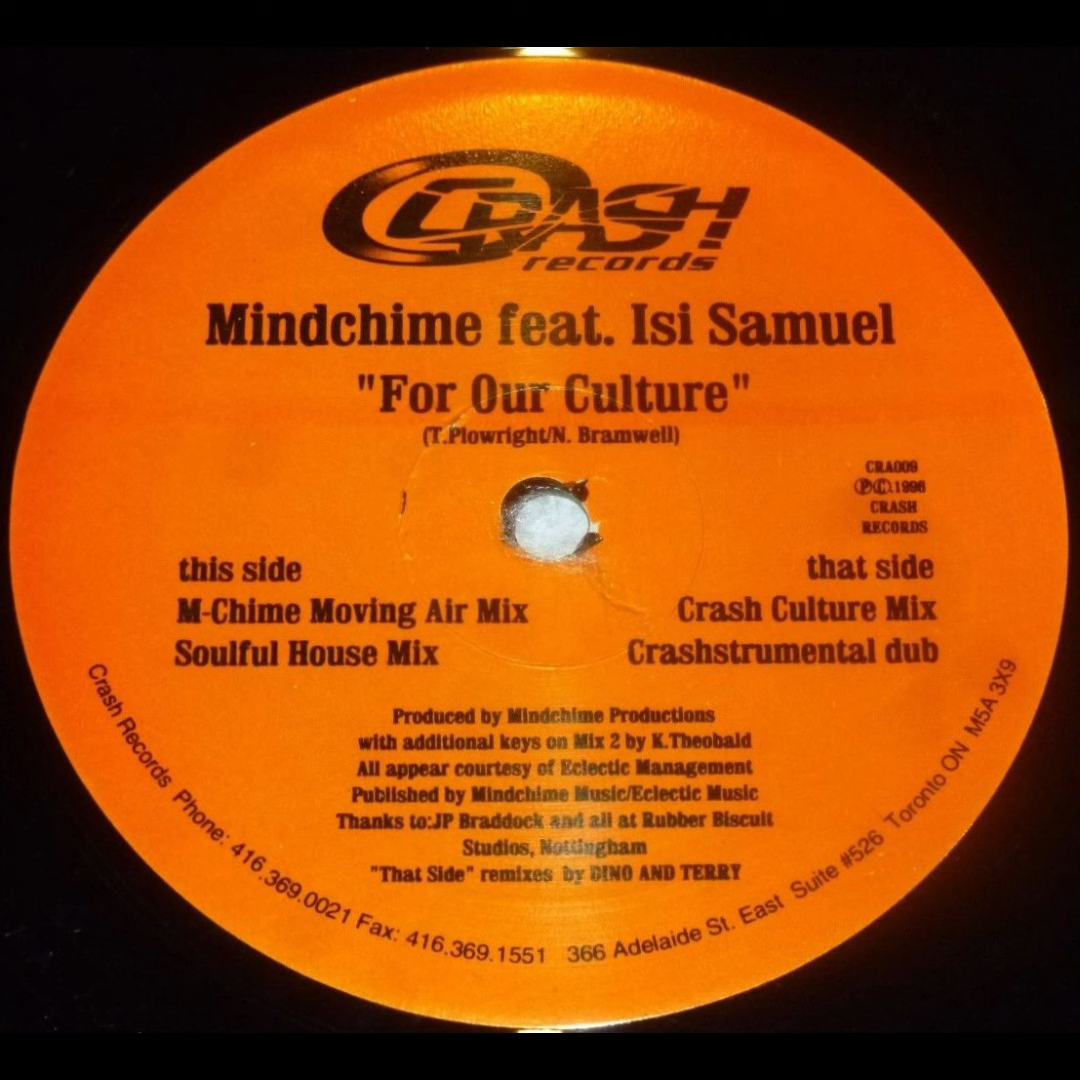 CRASH
records
Mindchime feat. Isi Samuel
"For Our Culture"
(T.Plowright/N. Bramwell)
CRA009
℗©1996
CRASH
RECORDS
this side
M-Chime Moving Air Mix
Soulful House Mix
that side
Crash Culture Mix
Crashstrumental dub
Produced by Mindchime Productions
with additional keys on Mix 2 by K.Theobald
All appear courtesy of Eclectic Management
Published by Mindchime Music/Eclectic Music
Thanks to:JP Braddock and all at Rubber Biscuit
Studios, Nottingham
"That Side" remixes by DINO AND TERRY
Crash Records Phone: 416.369.0021 Fax: 416.369.1551 366 Adelaide St. East Suite #526 Toronto ON M5A 3X9